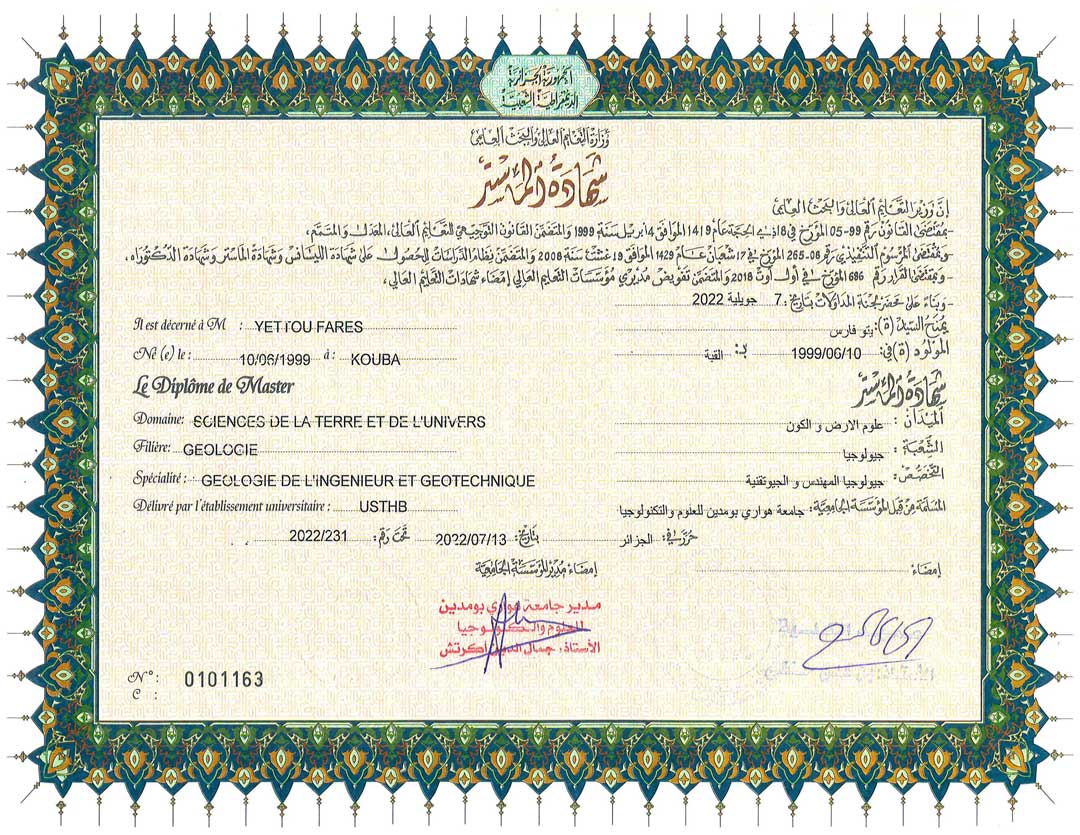 الجمهورية الجزائرية
الديمقراطية الشعبية
وزارة التعليم العالي والبحث العلمي
شهادة الماستر
إن وزير التعليم العالي والبحث العلمي
-بمقتضى القانون رقم 99-05 المؤرخ في 18 ذي الحجة عام 1419 الموافق 4 أبريل سنة 1999 والمتضمن القانون التوجيهي للتعليم العالي، المعدل والمتمم،
-وبمقتضى المرسوم التنفيذي رقم 08-265 المؤرخ في 17 شعبان عام 1429 الموافق 19 غشت سنة 2008 والمتضمن نظام الدراسات للحصول على شهادة الليسانس وشهادة الماستر وشهادة الدكتوراه،
-وبمقتضى القرار رقم 696 المؤرخ في أول أوت 2018 والمتضمن تفويض مديري مؤسسات التعليم العالي إمضاء شهادات التعليم العالي،
-وبناء على محضر لجنة المداولات بتاريخ: 7 جويلية 2022
يمنح السيد (ة): يتو فارس
Il est décerné à M : YETTOU FARES
المولود (ة) في: 1999/06/10 بـ: القبة
Né (e) le : 10/06/1999 à : KOUBA
شهادة الماستر
Le Diplôme de Master
الميدان : علوم الارض و الكون
Domaine: SCIENCES DE LA TERRE ET DE L'UNIVERS
الشعبة: جيولوجيا
Filière: GEOLOGIE
التخصص: جيولوجيا المهندس و الجيوتقنية
Spécialité : GEOLOGIE DE L'INGENIEUR ET GEOTECHNIQUE
المسلمة من قبل المؤسسة الجامعية: جامعة هواري بومدين للعلوم والتكنولوجيا
Délivré par l'établissement universitaire : USTHB
حرر في: الجزائر بتاريخ: 2022/07/13 تحت رقم: 2022/231
إمضاء
إمضاء مدير المؤسسة الجامعية
مدير جامعة هواري بومدين
للعلوم والتكنولوجيا
الأستاذ: جمال الدين أكرتش
N° : 0101163
C :